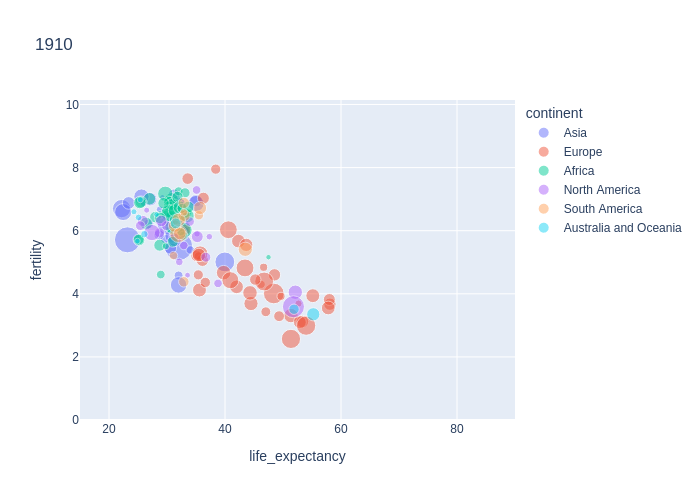 1910
continent
Asia
Europe
Africa
North America
South America
Australia and Oceania
fertility
10
8
6
4
2
0
20
40
60
80
life_expectancy